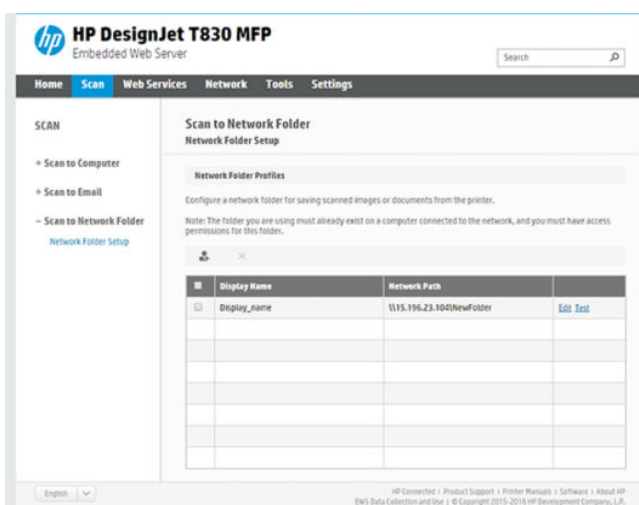 hp
HP DesignJet T830 MFP
Embedded Web Server
Search
Home Scan Web Services Network Tools Settings
SCAN
+ Scan to Computer
+ Scan to Email
– Scan to Network Folder
Network Folder Setup
Scan to Network Folder
Network Folder Setup
Network Folder Profiles
Configure a network folder for saving scanned images or documents from the printer.
Note: The folder you are using must already exist on a computer connected to the network, and you must have access
permissions for this folder.
Display Name Network Path
Display_name \\15.196.23.104\NewFolder Edit Test
English
HP Connected | Product Support | Printer Manuals | Software | About HP
EWS Data Collection and Use | © Copyright 2015-2016 HP Development Company, L.P.